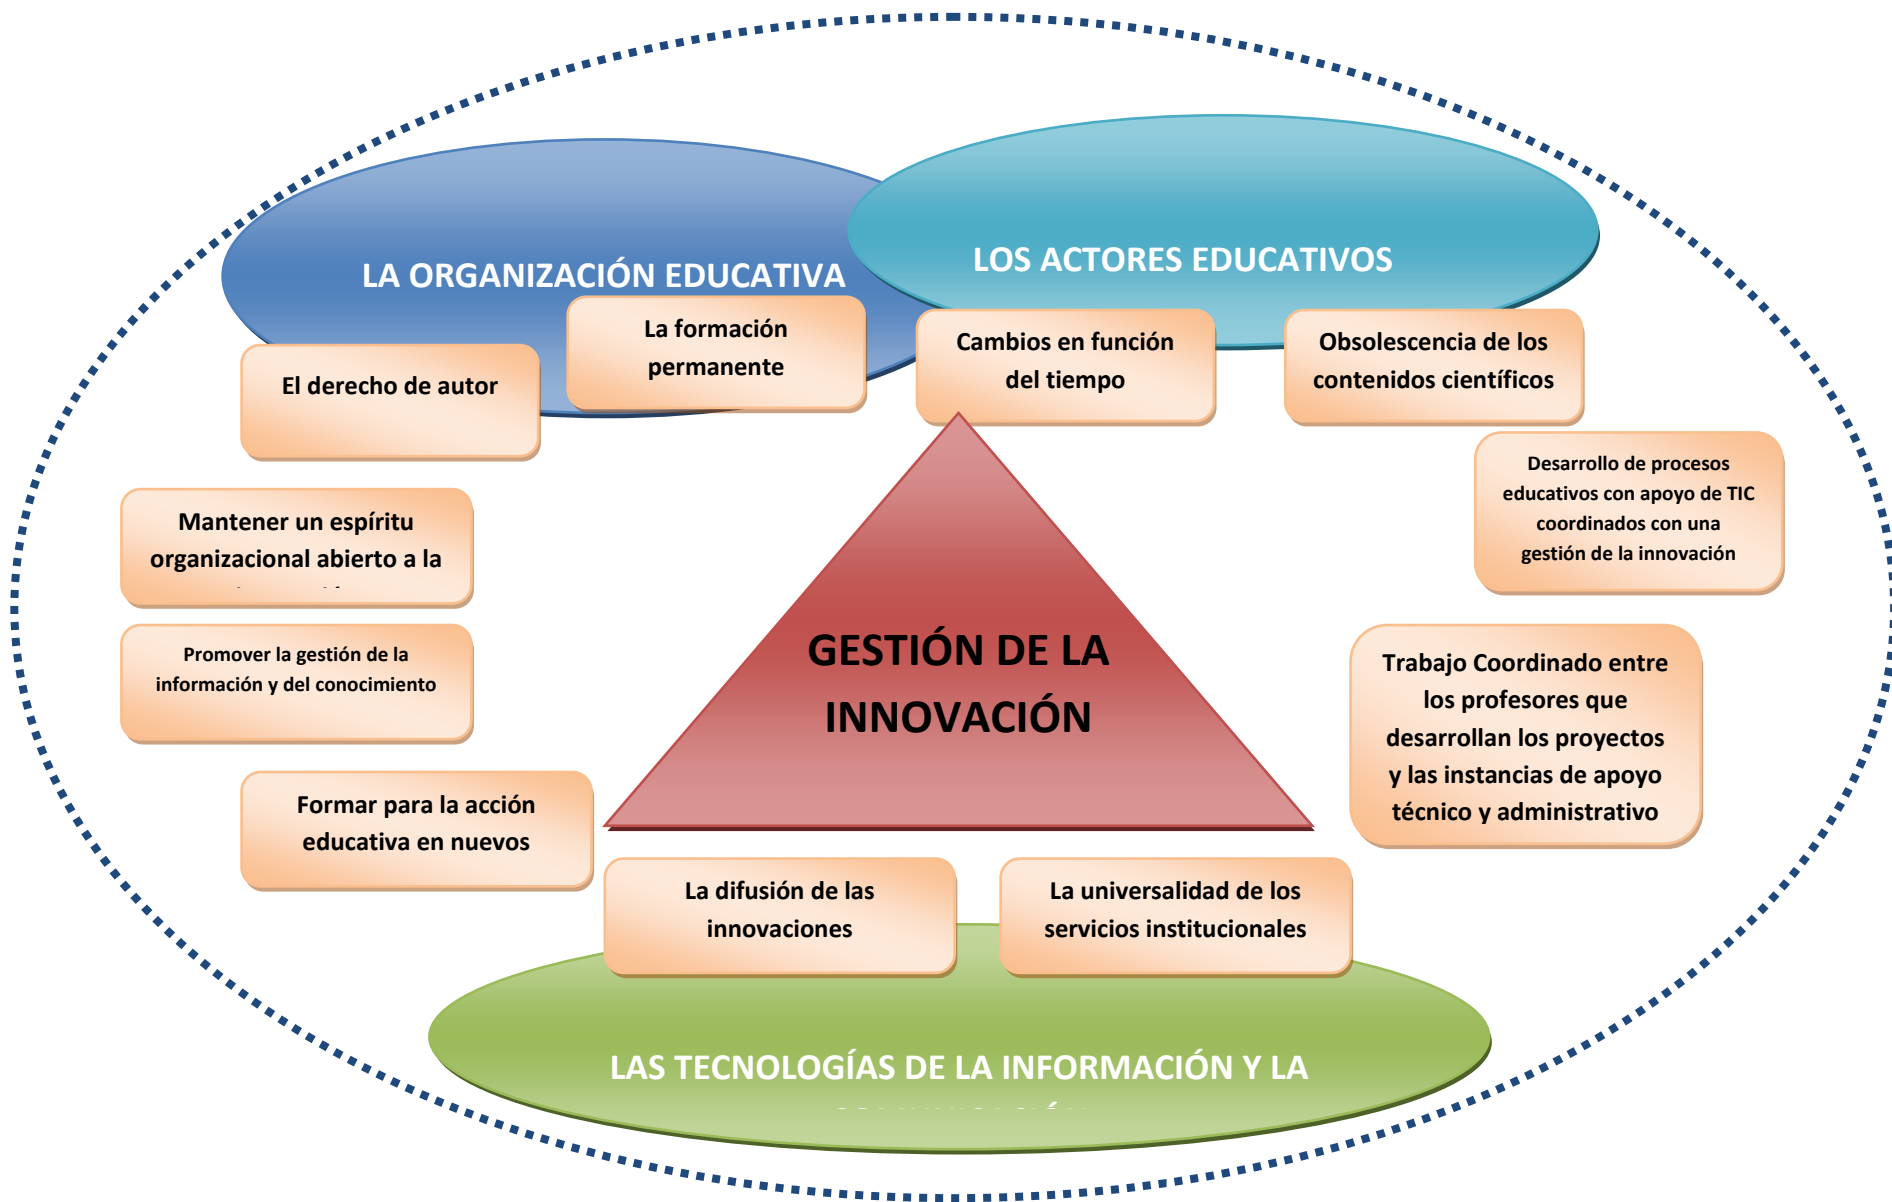 LA ORGANIZACIÓN EDUCATIVA
LOS ACTORES EDUCATIVOS
La formación
permanente
El derecho de autor
Cambios en función
del tiempo
Obsolescencia de los
contenidos científicos
Desarrollo de procesos
educativos con apoyo de TIC
coordinados con una
gestión de la innovación
Mantener un espíritu
organizacional abierto a la
Promover la gestión de la
información y del conocimiento
GESTIÓN DE LA
INNOVACIÓN
Trabajo Coordinado entre
los profesores que
desarrollan los proyectos
y las instancias de apoyo
técnico y administrativo
Formar para la acción
educativa en nuevos
La difusión de las
innovaciones
La universalidad de los
servicios institucionales
LAS TECNOLOGÍAS DE LA INFORMACIÓN Y LA